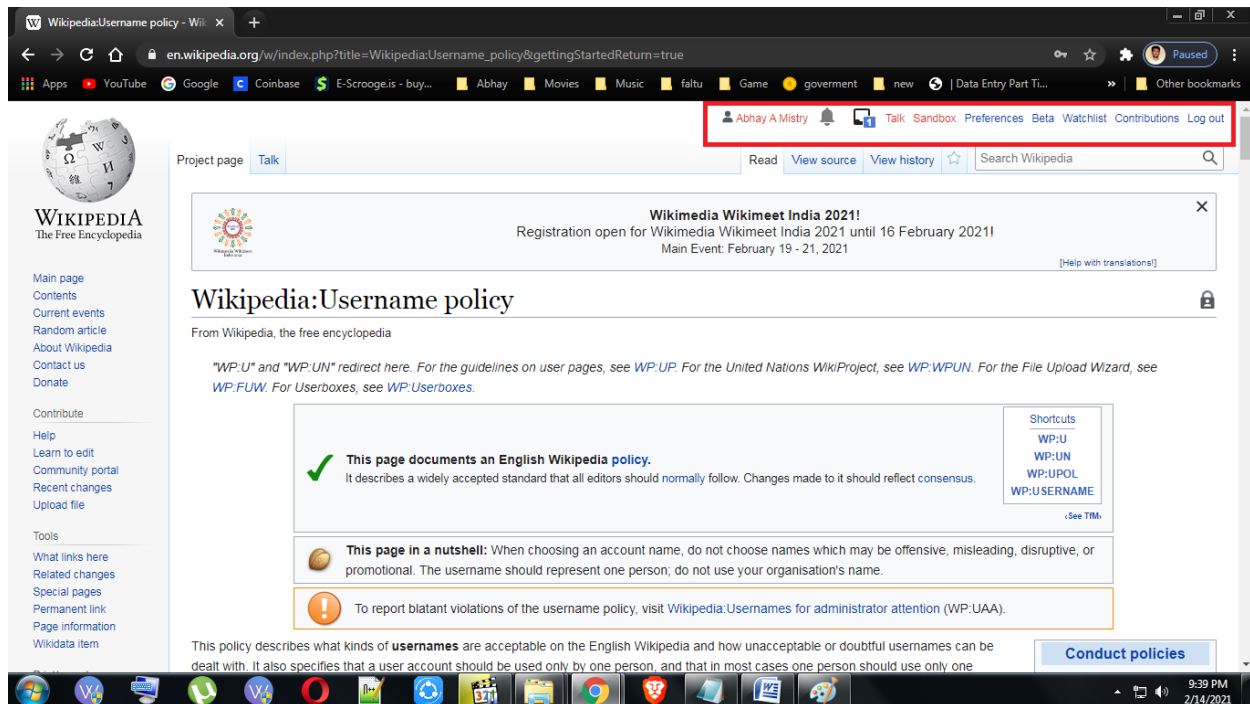 Wikipedia:Username policy - Wik
en.wikipedia.org/w/index.php?title=Wikipedia:Username_policy&gettingStartedReturn=true
Paused
Apps YouTube Google Coinbase E-Scrooge.is - buy... Abhay Movies Music faltu Game goverment new | Data Entry Part Ti... » Other bookmarks
Abhay A Mistry 1 Talk Sandbox Preferences Beta Watchlist Contributions Log out
Project page Talk Read View source View history Search Wikipedia
WIKIPEDIA
The Free Encyclopedia
Main page
Contents
Current events
Random article
About Wikipedia
Contact us
Donate
Contribute
Help
Learn to edit
Community portal
Recent changes
Upload file
Tools
What links here
Related changes
Special pages
Permanent link
Page information
Wikidata item
Wikimedia Wikimeet India 2021!
Registration open for Wikimedia Wikimeet India 2021 until 16 February 2021!
Main Event: February 19 - 21, 2021
[Help with translations!]
Wikipedia:Username policy
From Wikipedia, the free encyclopedia
"WP:U" and "WP:UN" redirect here. For the guidelines on user pages, see WP:UP. For the United Nations WikiProject, see WP:WPUN. For the File Upload Wizard, see
WP:FUW. For Userboxes, see WP:Userboxes.
This page documents an English Wikipedia policy.
It describes a widely accepted standard that all editors should normally follow. Changes made to it should reflect consensus.
Shortcuts
WP:U
WP:UN
WP:UPOL
WP:USERNAME
‹See TfM›
This page in a nutshell: When choosing an account name, do not choose names which may be offensive, misleading, disruptive, or
promotional. The username should represent one person; do not use your organisation's name.
To report blatant violations of the username policy, visit Wikipedia:Usernames for administrator attention (WP:UAA).
This policy describes what kinds of usernames are acceptable on the English Wikipedia and how unacceptable or doubtful usernames can be
dealt with. It also specifies that a user account should be used only by one person, and that in most cases one person should use only one
Conduct policies
9:39 PM
2/14/2021